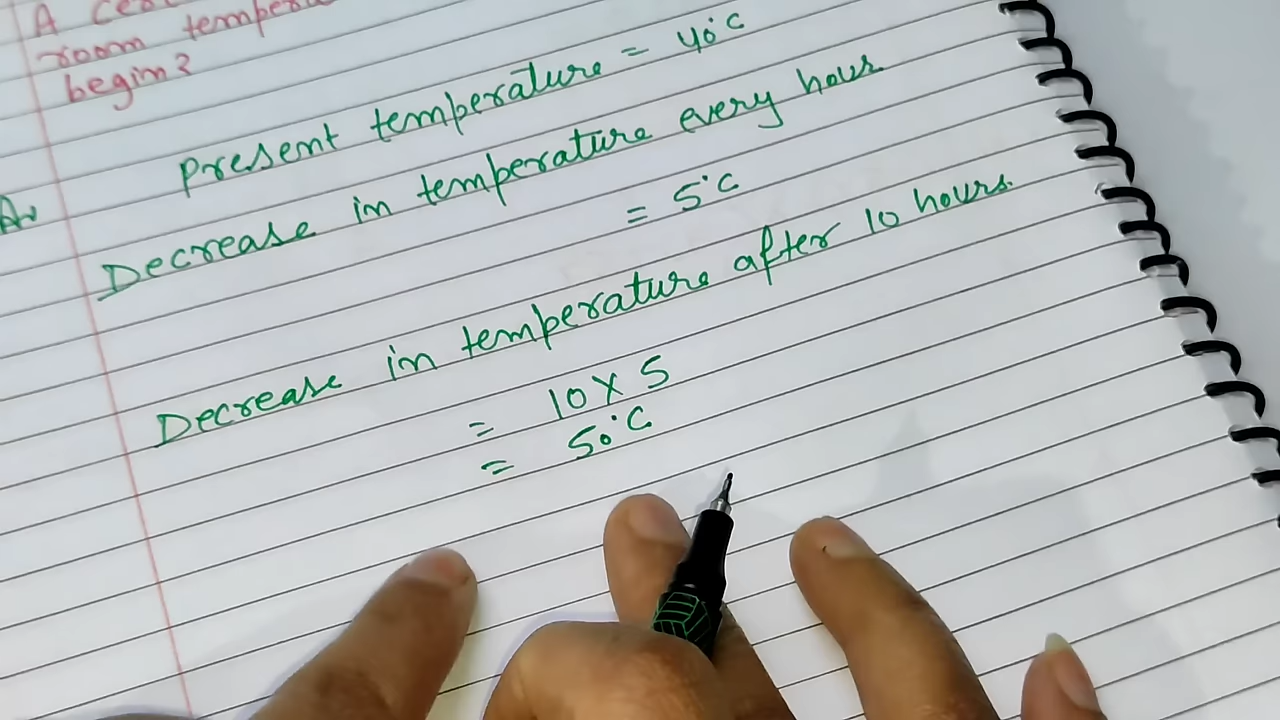 A
room
begin?
Present temperature = 40°C
Decrease in temperature every hour
= 5°C
Decrease in temperature after 10 hours.
= 10 X 5
= 50°C